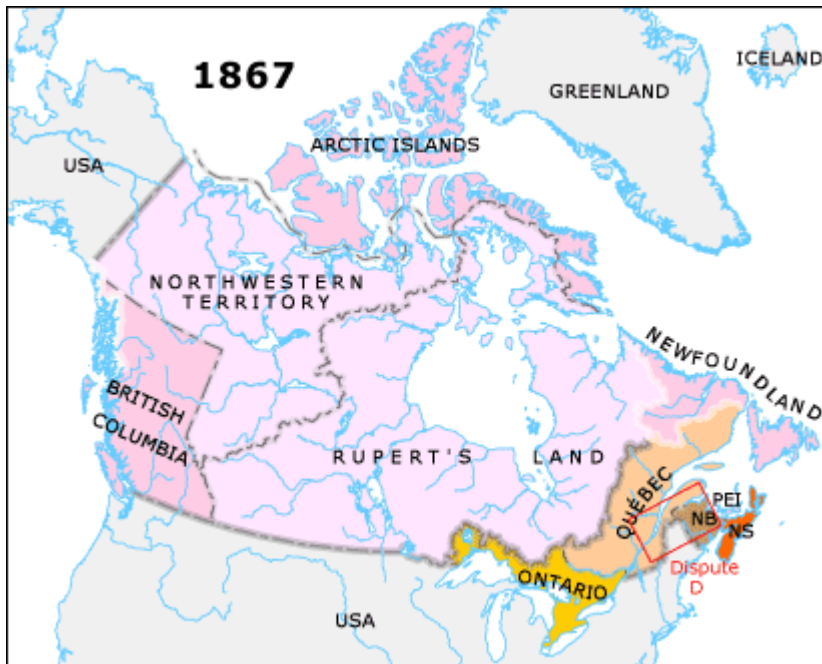 1867
ICELAND
GREENLAND
ARCTIC ISLANDS
USA
NORTHWESTERN
TERRITORY
NEWFOUNDLAND
BRITISH
COLUMBIA
RUPERT'S LAND
QUÉBEC
PEI
NB
NS
Dispute
D
ONTARIO
USA